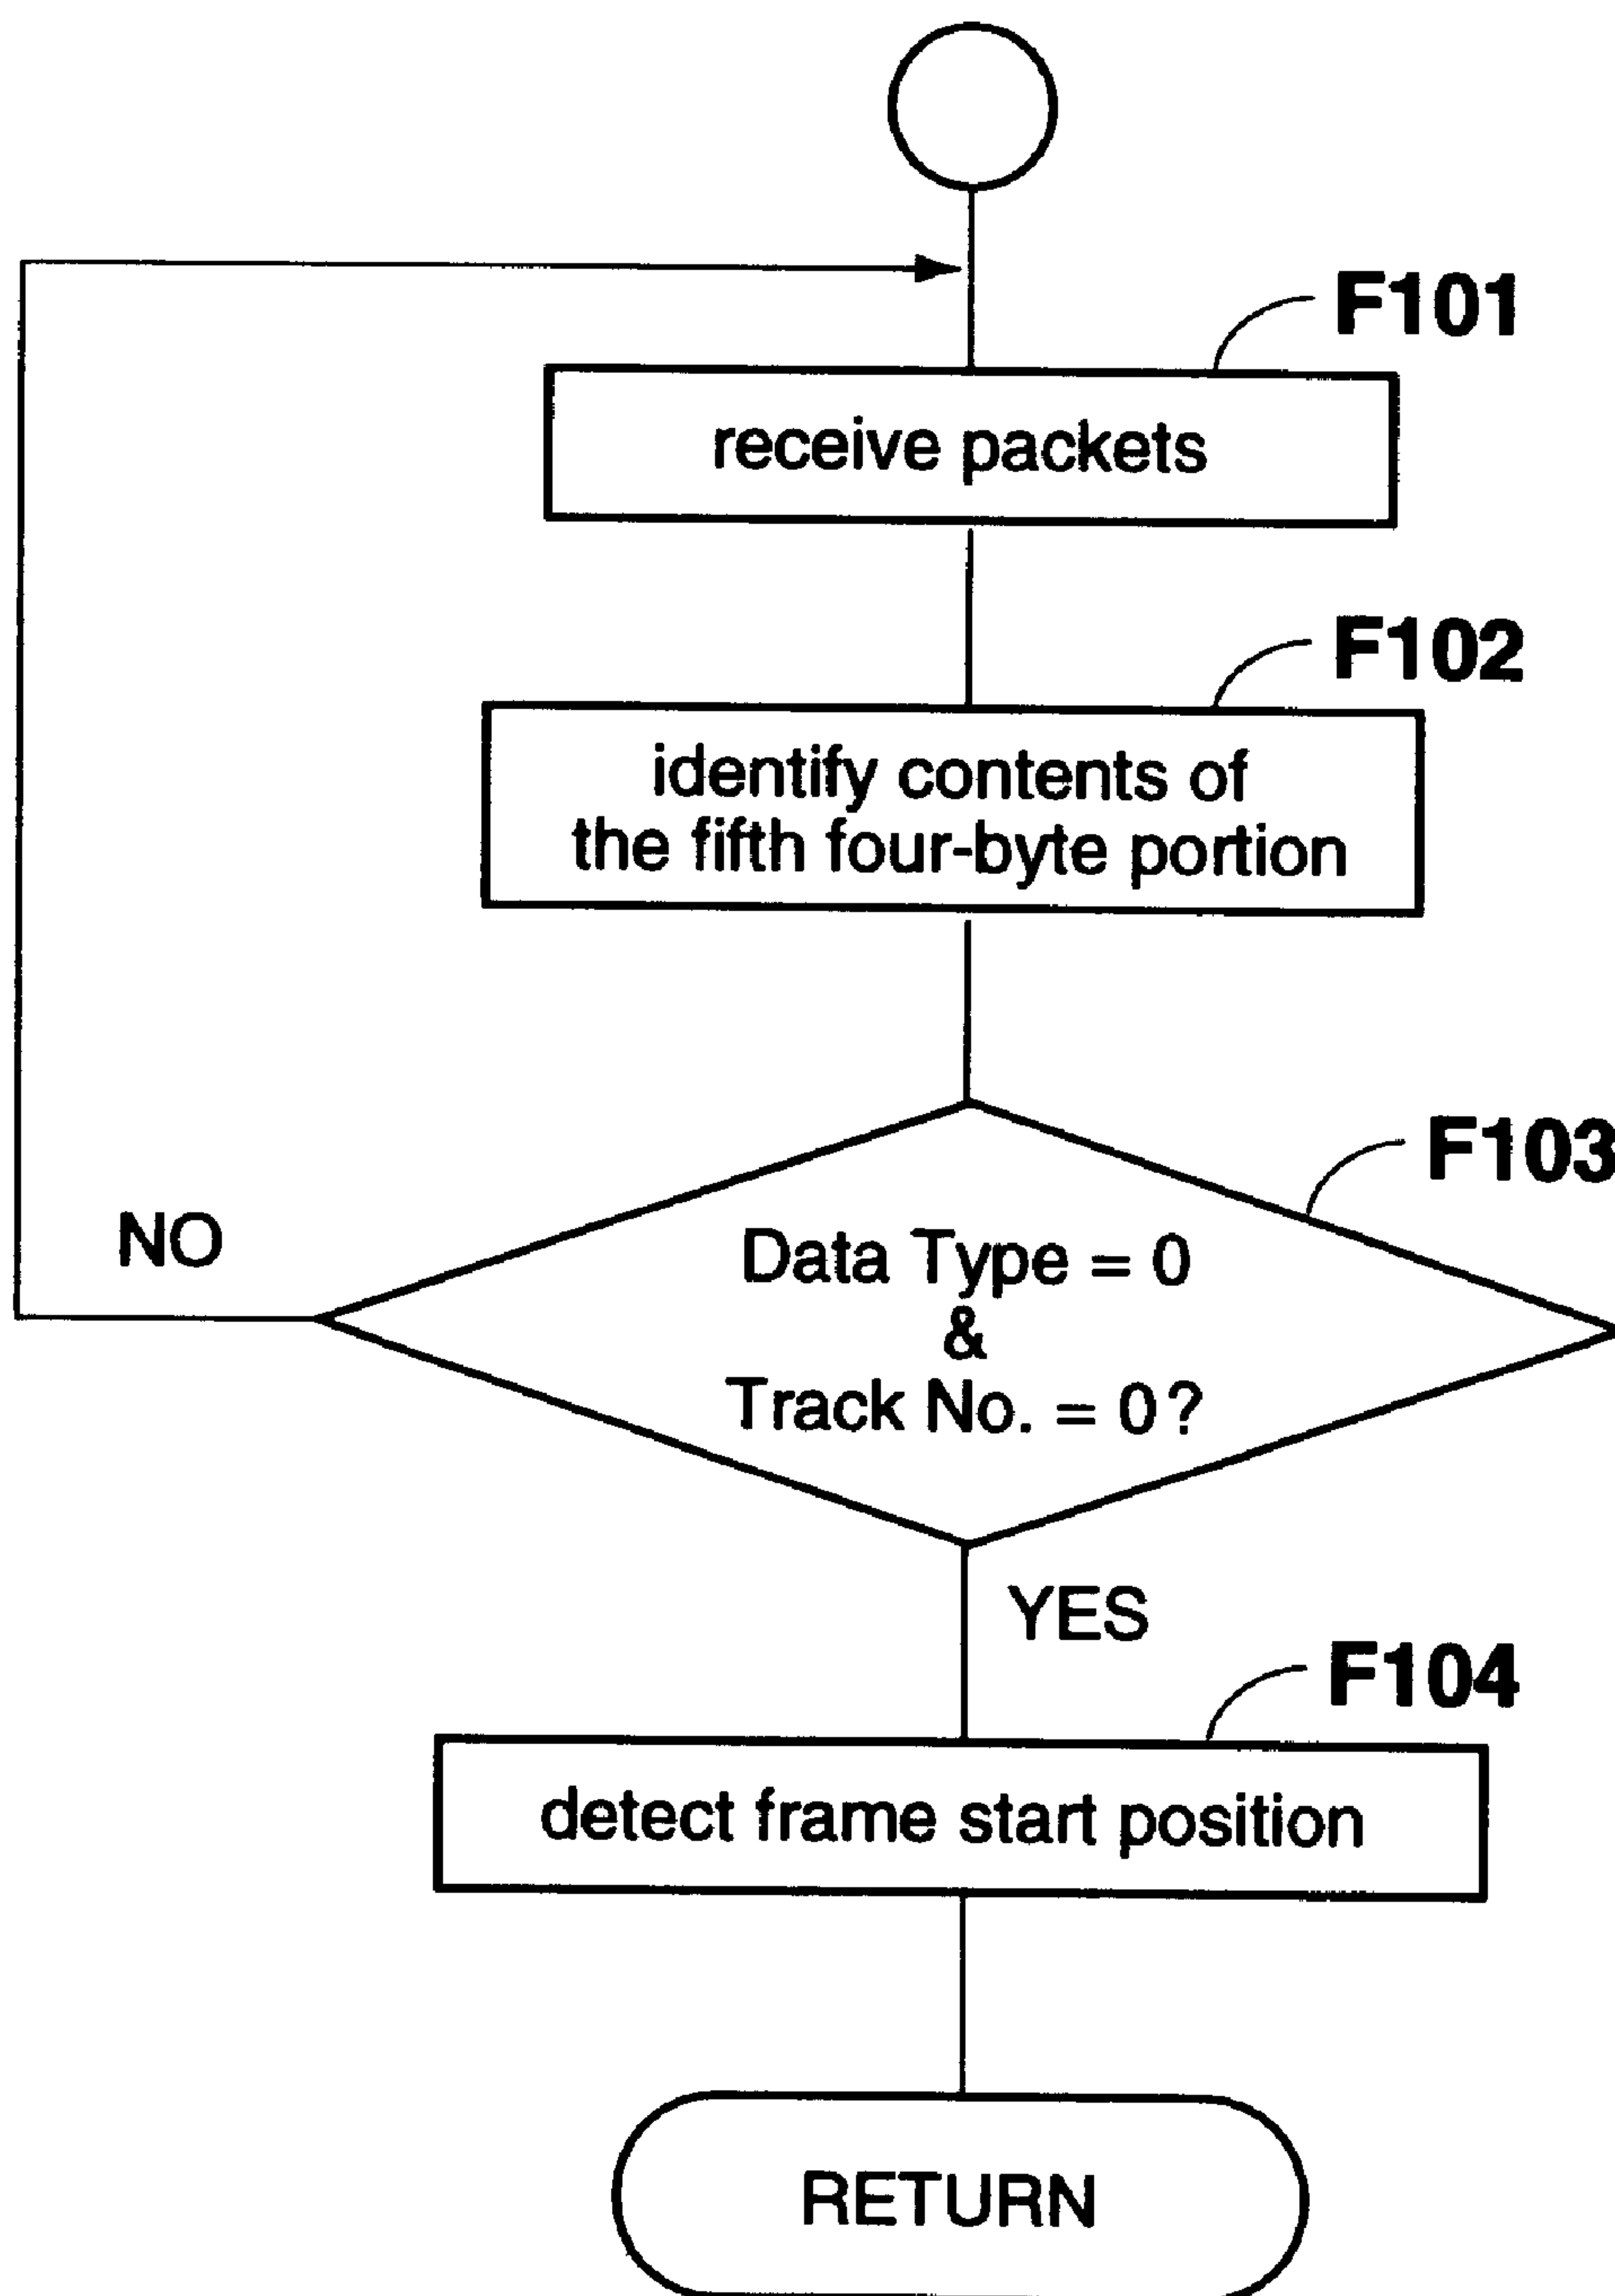 F101
receive packets
F102
identify contents of
the fifth four-byte portion
F103
Data Type = 0
&
Track No. = 0?
NO
YES
F104
detect frame start position
RETURN